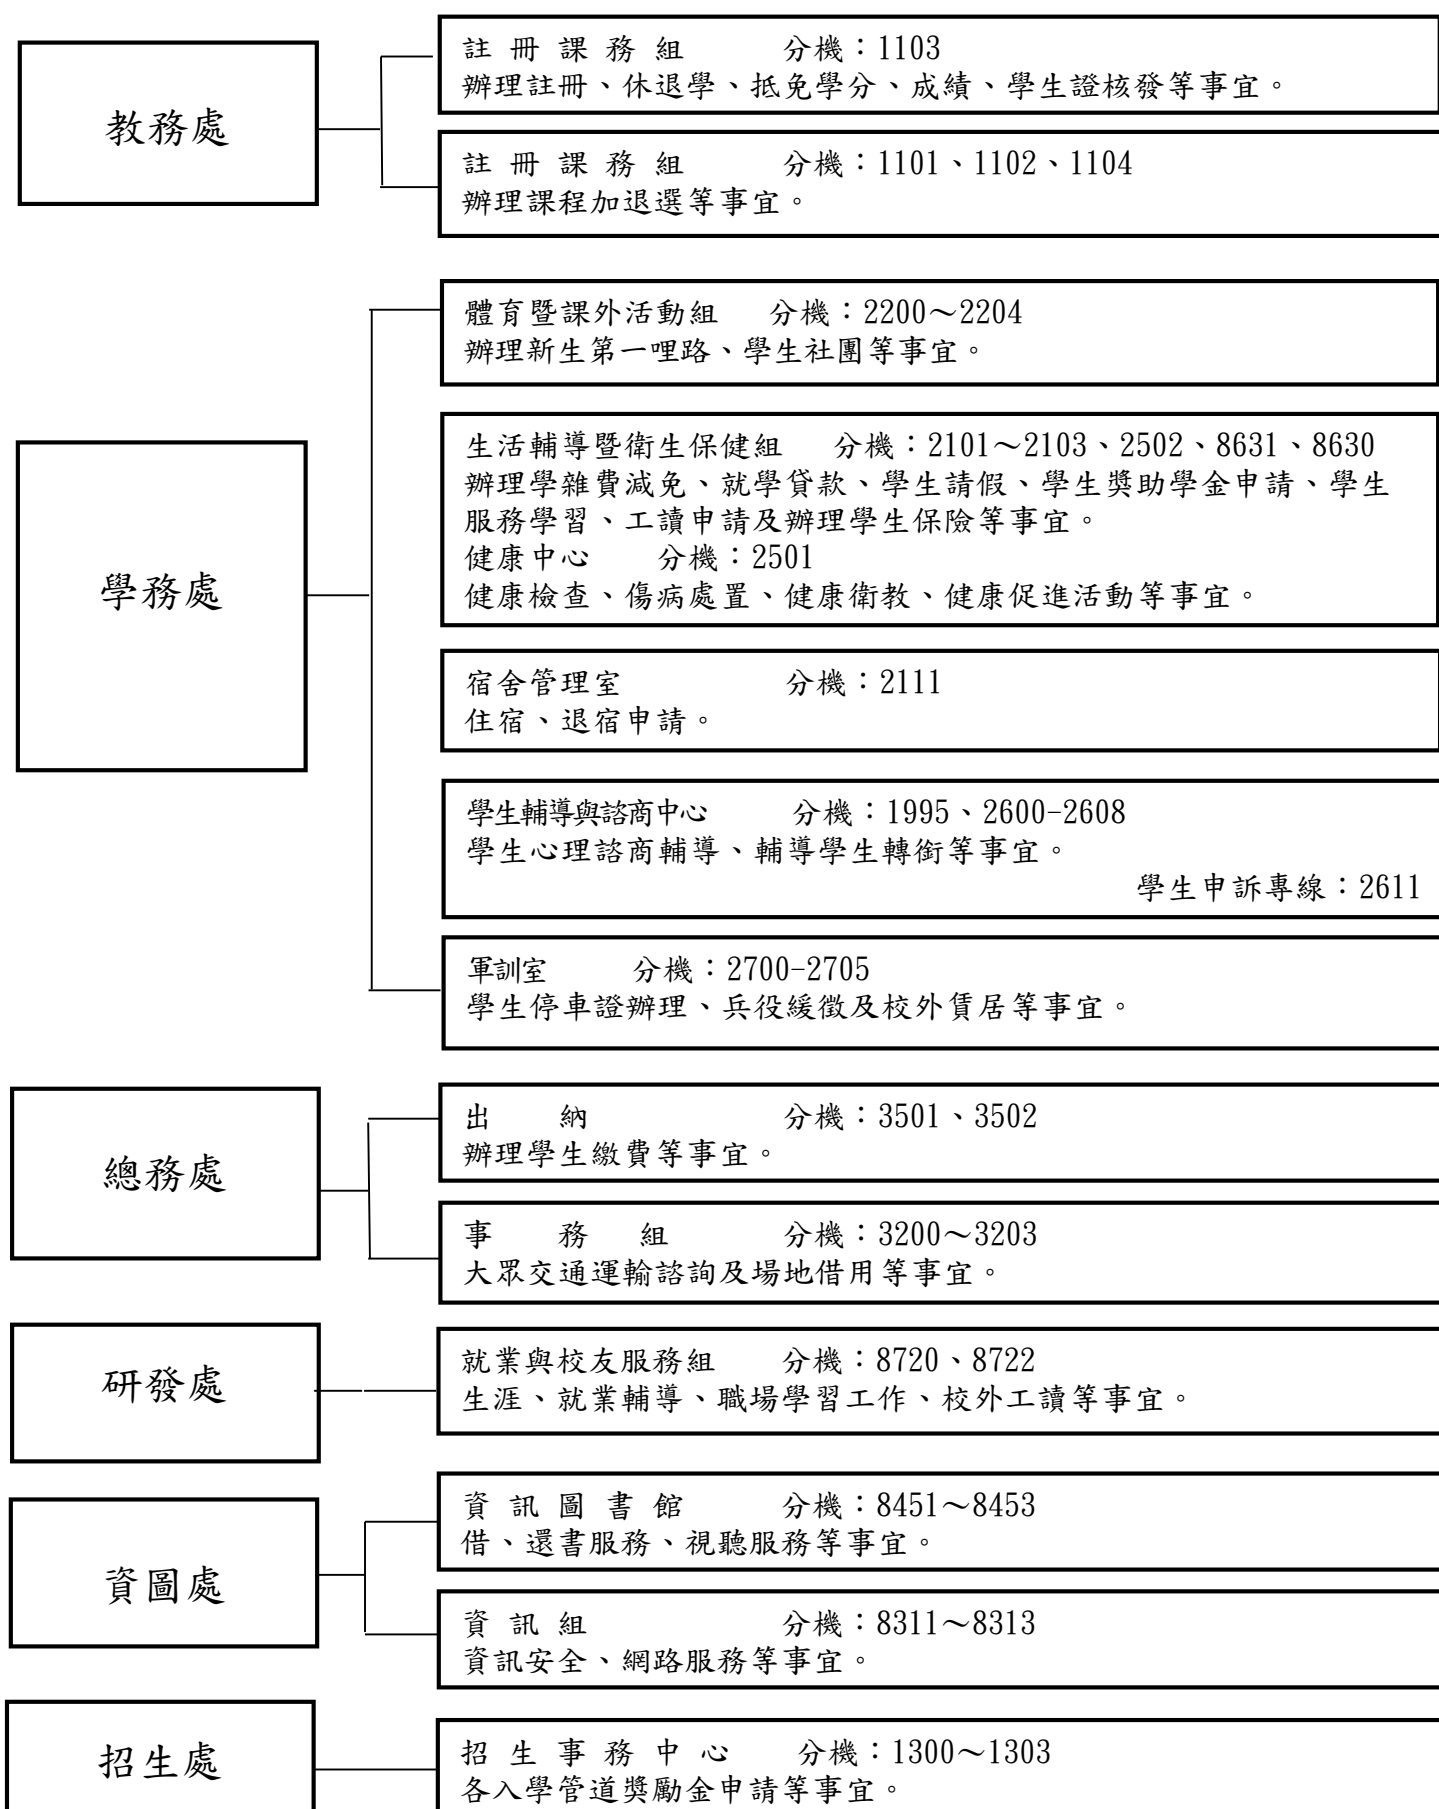 教務處
註冊課務組 分機：1103
辦理註冊、休退學、抵免學分、成績、學生證核發等事宜。
註冊課務組 分機：1101、1102、1104
辦理課程加退選等事宜。
學務處
體育暨課外活動組 分機：2200～2204
辦理新生第一哩路、學生社團等事宜。
生活輔導暨衛生保健組 分機：2101～2103、2502、8631、8630
辦理學雜費減免、就學貸款、學生請假、學生獎助學金申請、學生
服務學習、工讀申請及辦理學生保險等事宜。
健康中心 分機：2501
健康檢查、傷病處置、健康衛教、健康促進活動等事宜。
宿舍管理室 分機：2111
住宿、退宿申請。
學生輔導與諮商中心 分機：1995、2600-2608
學生心理諮商輔導、輔導學生轉銜等事宜。
學生申訴專線：2611
軍訓室 分機：2700-2705
學生停車證辦理、兵役緩徵及校外賃居等事宜。
總務處
出納 分機：3501、3502
辦理學生繳費等事宜。
事務組 分機：3200～3203
大眾交通運輸諮詢及場地借用等事宜。
研發處
就業與校友服務組 分機：8720、8722
生涯、就業輔導、職場學習工作、校外工讀等事宜。
資圖處
資訊圖書館 分機：8451～8453
借、還書服務、視聽服務等事宜。
資訊組 分機：8311～8313
資訊安全、網路服務等事宜。
招生處
招生事務中心 分機：1300～1303
各入學管道獎勵金申請等事宜。